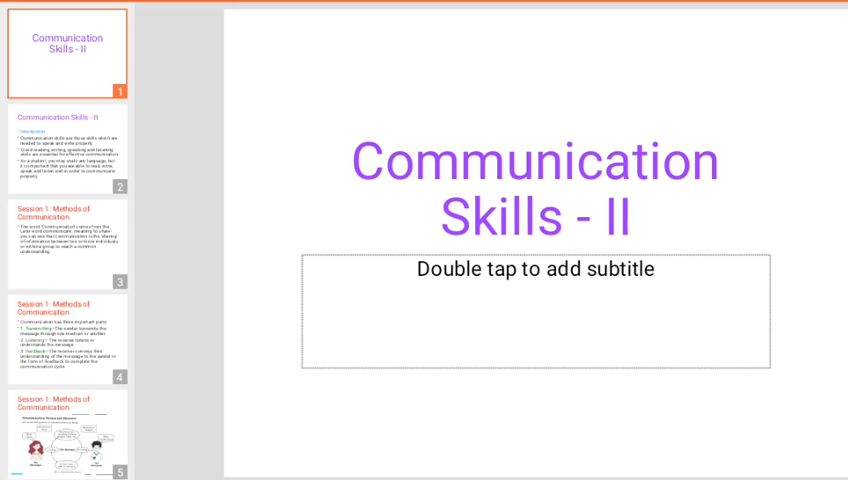 Communication
Skills - II
1
Communication Skills - II
Introduction
Communication skills are those skills which are
needed to speak and write properly.
Good reading, writing, speaking and listening
skills are essential for effective communication
As a student, you may study any language, but
it is important that you are able to read, write,
speak and listen well in order to communicate
properly.
2
Session 1: Methods of
Communication
The word 'Communication' comes from the
Latin word commūnicāre, meaning 'to share'.
you can see that communication is the 'sharing'
of information between two or more individuals
or within a group to reach a common
understanding.
3
Session 1: Methods of
Communication
Communication has three important parts:
1. Transmitting – The sender transmits the
message through one medium or another.
2. Listening – The receiver listens or
understands the message.
3. Feedback – The receiver conveys their
understanding of the message to the sender in
the form of feedback to complete the
communication cycle.
4
Session 1: Methods of
Communication
5
Communication
Skills - II
Double tap to add subtitle